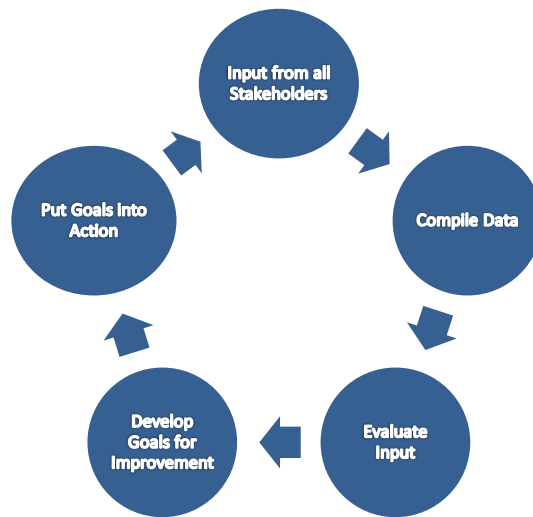 Input from all
Stakeholders
Compile Data
Evaluate
Input
Develop
Goals for
Improvement
Put Goals into
Action